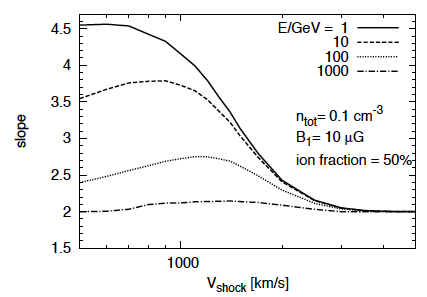 4.5
4
3.5
3
2.5
2
1.5
slope
E/GeV = 1
10
100
1000
n_tot= 0.1 cm⁻³
B₁= 10 μG
ion fraction = 50%
1000
V_shock [km/s]